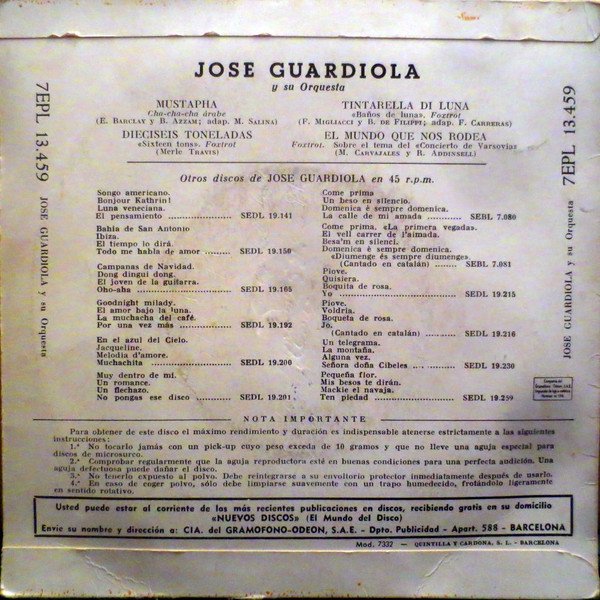 JOSE GUARDIOLA
y su Orquesta
MUSTAPHA
Cha-cha-cha árabe
(E. BARCLAY y B. AZZAM; adap. M. SALINA)
DIECISEIS TONELADAS
«Sixteen tons». Foxtrot
(Merle TRAVIS)
TINTARELLA DI LUNA
«Baños de luna». Foxtrot
(F. MIGLIACCI y B. DE FILIPPI; adap. F. CARRERAS)
EL MUNDO QUE NOS RODEA
Foxtrot. Sobre el tema del «Concierto de Varsovia»
(M. CARVAJALES y R. ADDINSELL)
7EPL 13.459 JOSE GUARDIOLA y su Orquesta
Otros discos de JOSE GUARDIOLA en 45 r.p.m.
Songo americano.
Bonjour Kathrin!
Luna veneciana.
El pensamiento .................. SEDL 19.141
Bahía de San Antonio
Ibiza.
El tiempo lo dirá.
Todo me habla de amor ........ SEDL 19.150
Campanas de Navidad.
Dong dingui dong.
El joven de la guitarra.
Oho-aha ........................... SEDL 19.165
Goodnight milady.
El amor bajo la luna.
La muchacha del café.
Por una vez más ................. SEDL 19.192
En el azul del Cielo.
Jacqueline.
Melodía d'amore.
Muchachita ....................... SEDL 19.200
Muy dentro de mí.
Un romance.
Un flechazo.
No pongas ese disco ............ SEDL 19.201
Come prima
Un beso en silencio.
Domenica è sempre domenica.
La calle de mi amada .......... SEBL 7.080
Come prima, «La primera vegada».
El vell carrer de l'aimada.
Besa'm en silenci.
Domenica è sempre domenica.
«Diumenge és sempre diumenge».
(Cantado en catalán) ........ SEBL 7.081
Piove.
Quisiera.
Boquita de rosa.
Yo ................................. SEDL 19.215
Piove.
Voldria.
Boqueta de rosa.
Jo.
(Cantado en catalán) ........ SEDL 19.216
Un telegrama.
La montaña.
Alguna vez.
Señora doña Cibeles ............ SEDL 19.230
Pequeña flor.
Mis besos te dirán.
Mackie el navaja.
Ten piedad ....................... SEDL 19.259
7EPL 13.459
JOSE GUARDIOLA y su Orquesta
NOTA IMPORTANTE
Para obtener de este disco el máximo rendimiento y duración es indispensable atenerse estrictamente a las siguientes
instrucciones:
1.ª No tocarlo jamás con un pick-up cuyo peso exceda de 10 gramos y que no lleve una aguja especial para
discos de microsurco.
2.ª Comprobar regularmente que la aguja reproductora esté en buenas condiciones para una perfecta audición. Una
aguja defectuosa puede dañar el disco.
3.ª No tenerlo expuesto al polvo. Debe reintegrarse a su envoltorio protector inmediatamente después de usarlo.
4.ª En caso de coger polvo, sólo debe limpiarse suavemente con un trapo humedecido, frotándolo ligeramente
en sentido rotativo.
Usted puede estar al corriente de los más recientes publicaciones en discos, recibiendo gratis en su domicilio
«NUEVOS DISCOS» (El Mundo del Disco)
Envíe su nombre y dirección a: CIA. del GRAMOFONO-ODEON, S.A.E. - Dpto. Publicidad - Apart. 588 - BARCELONA
Mod. 7332 — QUINTILLA Y CARDONA, S. L. - BARCELONA